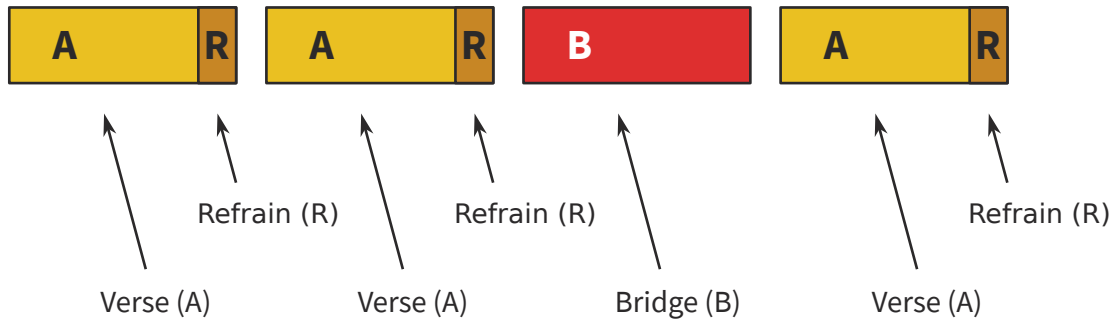 A R A R B A R
Refrain (R) Refrain (R) Refrain (R)
Verse (A) Verse (A) Bridge (B) Verse (A)